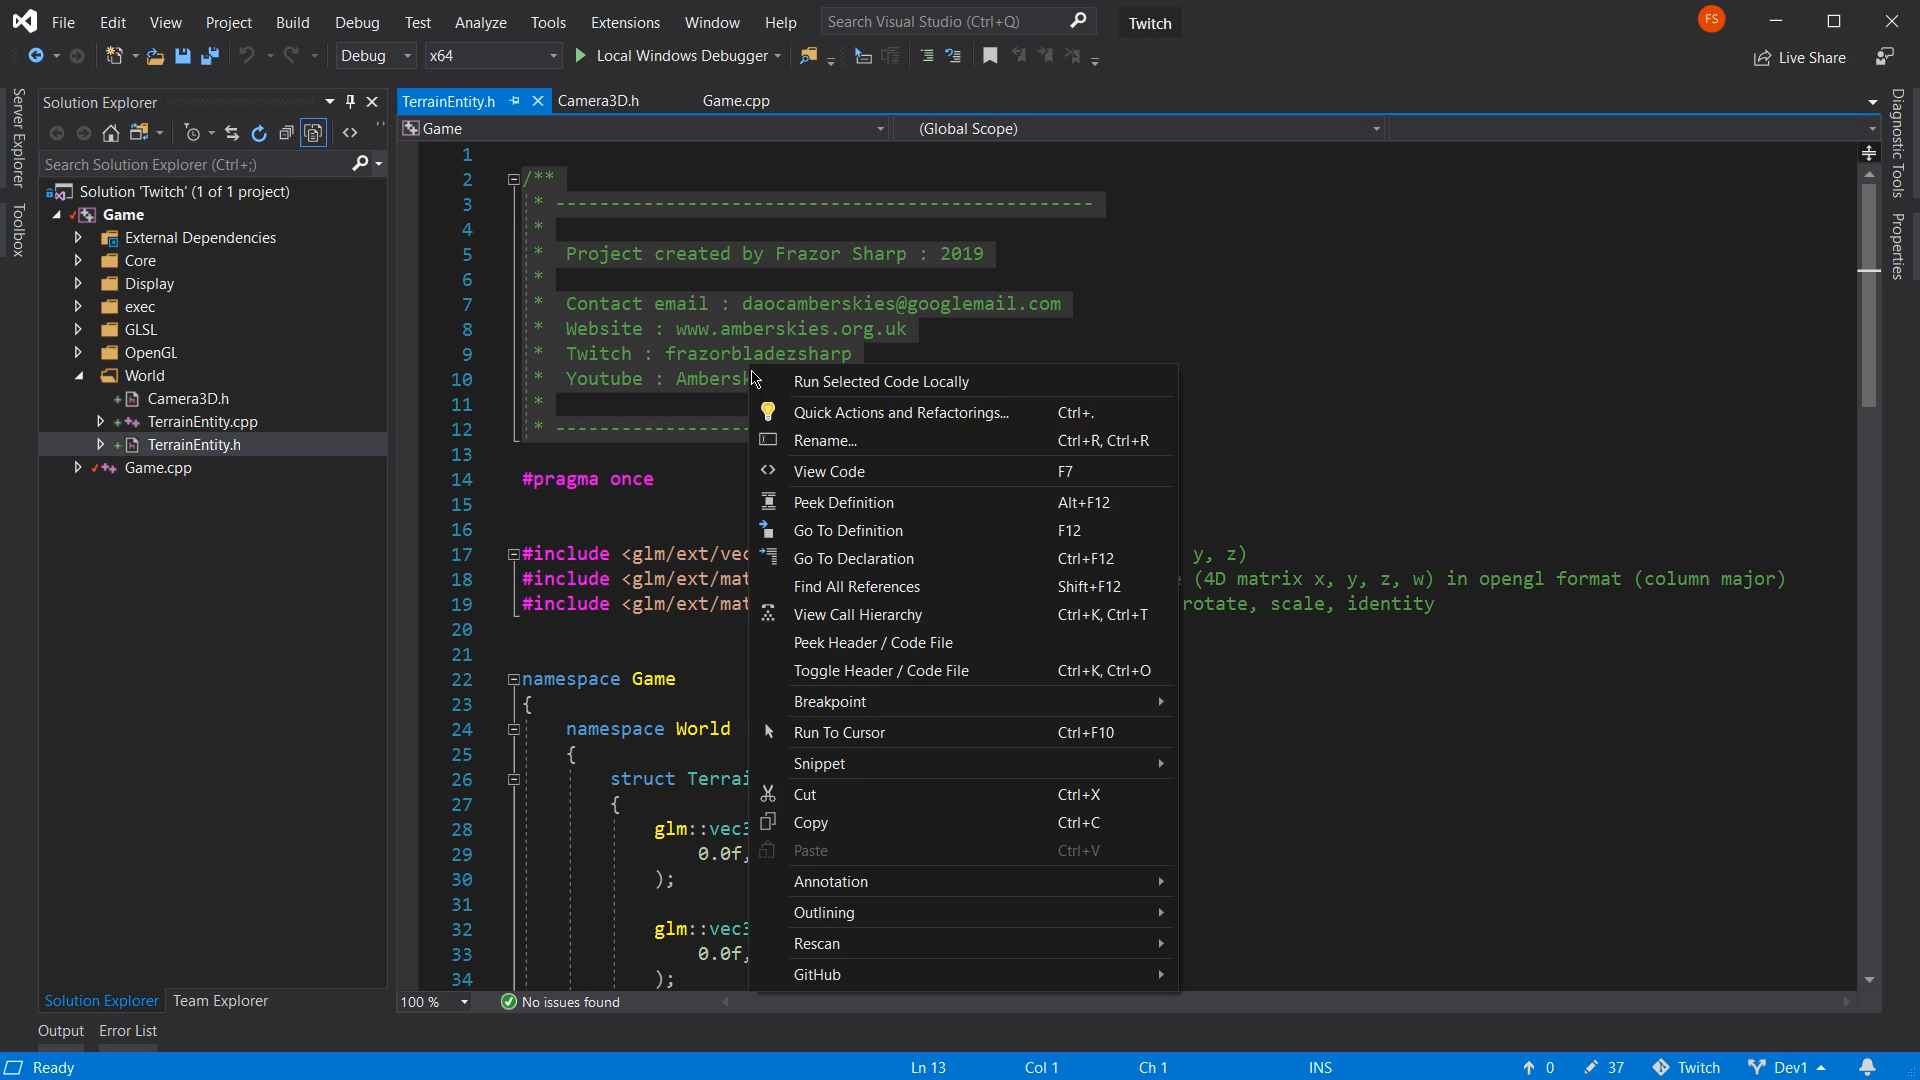 File Edit View Project Build Debug Test Analyze Tools Extensions Window Help Search Visual Studio (Ctrl+Q) Twitch FS
Debug x64 Local Windows Debugger Live Share
Server Explorer
Toolbox
Solution Explorer
Search Solution Explorer (Ctrl+;)
Solution 'Twitch' (1 of 1 project)
Game
External Dependencies
Core
Display
exec
GLSL
OpenGL
World
Camera3D.h
TerrainEntity.cpp
TerrainEntity.h
Game.cpp
Solution Explorer Team Explorer
Output Error List
TerrainEntity.h Camera3D.h Game.cpp
Game (Global Scope)
1
2 /**
3 * -------------------------------------------------
4 *
5 * Project created by Frazor Sharp : 2019
6 *
7 * Contact email : daocamberskies@googlemail.com
8 * Website : www.amberskies.org.uk
9 * Twitch : frazorbladezsharp
10 * Youtube : Ambersk
11 *
12 * ------------------
13
14 #pragma once
15
16
17 #include <glm/ext/vec y, z)
18 #include <glm/ext/mat (4D matrix x, y, z, w) in opengl format (column major)
19 #include <glm/ext/mat rotate, scale, identity
20
21
22 namespace Game
23 {
24 namespace World
25 {
26 struct Terrai
27 {
28 glm::vec3
29 0.0f,
30 );
31
32 glm::vec3
33 0.0f,
34 );
Run Selected Code Locally
Quick Actions and Refactorings... Ctrl+.
Rename... Ctrl+R, Ctrl+R
View Code F7
Peek Definition Alt+F12
Go To Definition F12
Go To Declaration Ctrl+F12
Find All References Shift+F12
View Call Hierarchy Ctrl+K, Ctrl+T
Peek Header / Code File
Toggle Header / Code File Ctrl+K, Ctrl+O
Breakpoint
Run To Cursor Ctrl+F10
Snippet
Cut Ctrl+X
Copy Ctrl+C
Paste Ctrl+V
Annotation
Outlining
Rescan
GitHub
100 % No issues found
Diagnostic Tools
Properties
Ready Ln 13 Col 1 Ch 1 INS 0 37 Twitch Dev1